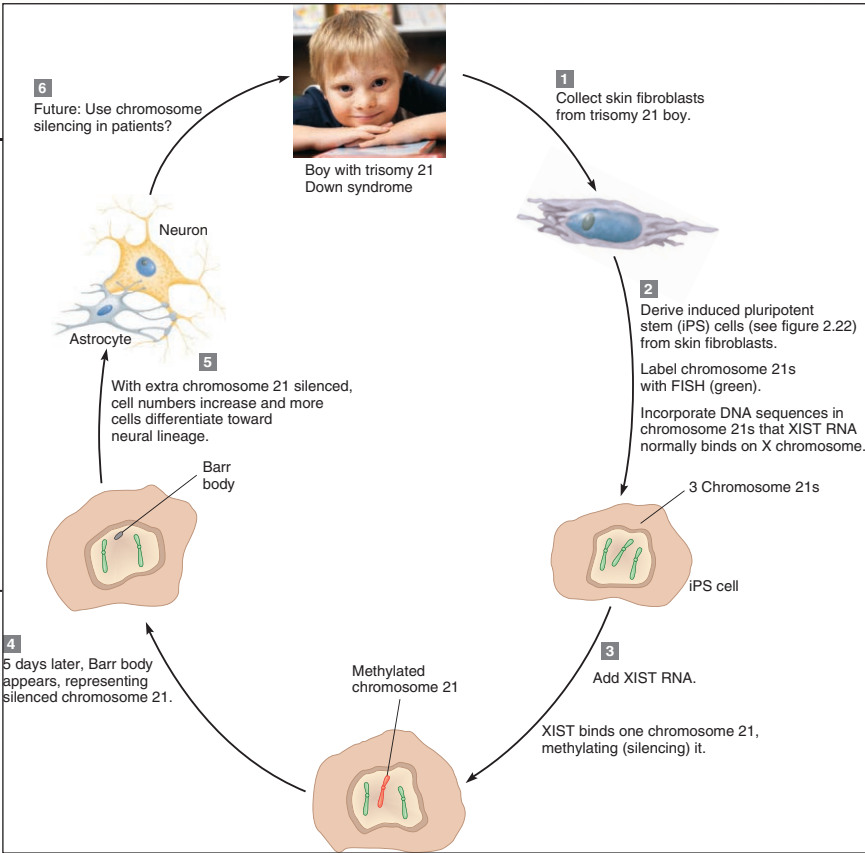 Boy with trisomy 21
Down syndrome
1
Collect skin fibroblasts
from trisomy 21 boy.
2
Derive induced pluripotent
stem (iPS) cells (see figure 2.22)
from skin fibroblasts.
Label chromosome 21s
with FISH (green).
Incorporate DNA sequences in
chromosome 21s that XIST RNA
normally binds on X chromosome.
3 Chromosome 21s
iPS cell
3
Add XIST RNA.
XIST binds one chromosome 21,
methylating (silencing) it.
Methylated
chromosome 21
4
5 days later, Barr body
appears, representing
silenced chromosome 21.
Barr
body
5
With extra chromosome 21 silenced,
cell numbers increase and more
cells differentiate toward
neural lineage.
Astrocyte
Neuron
6
Future: Use chromosome
silencing in patients?